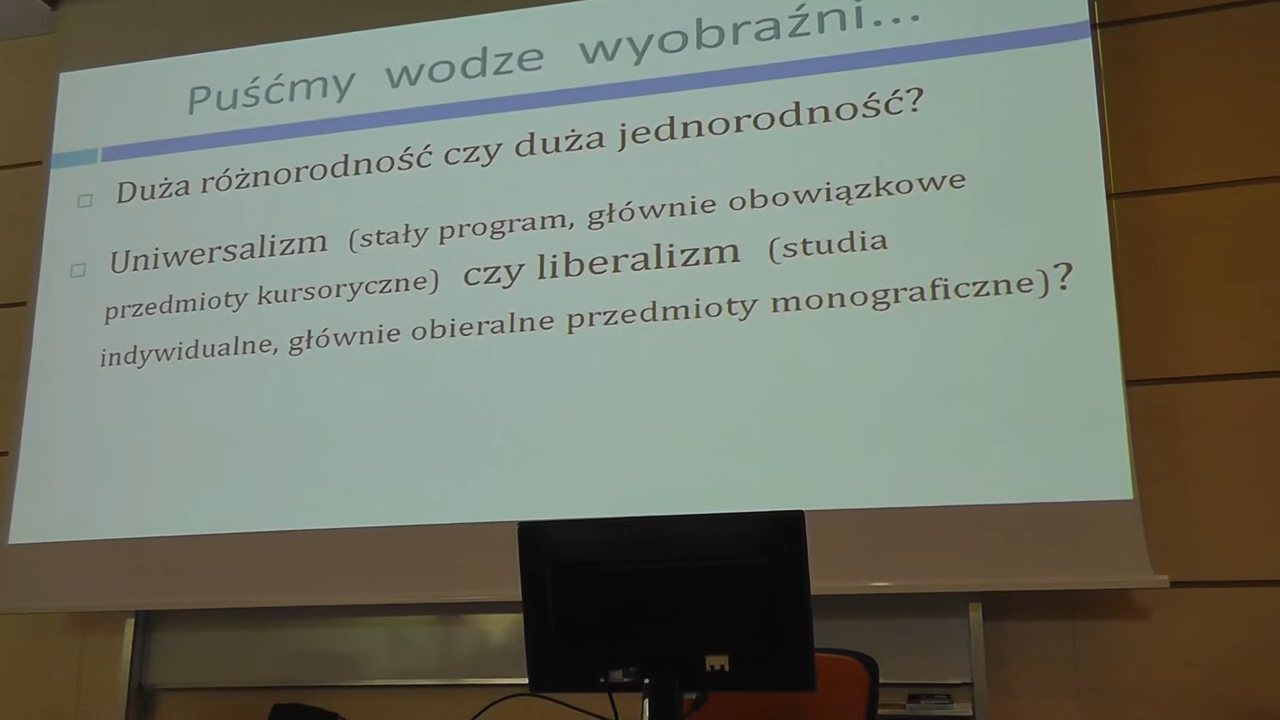 Puśćmy wodze wyobraźni...
Duża różnorodność czy duża jednorodność?
Uniwersalizm (stały program, głównie obowiązkowe
przedmioty kursoryczne) czy liberalizm (studia
indywidualne, głównie obieralne przedmioty monograficzne)?